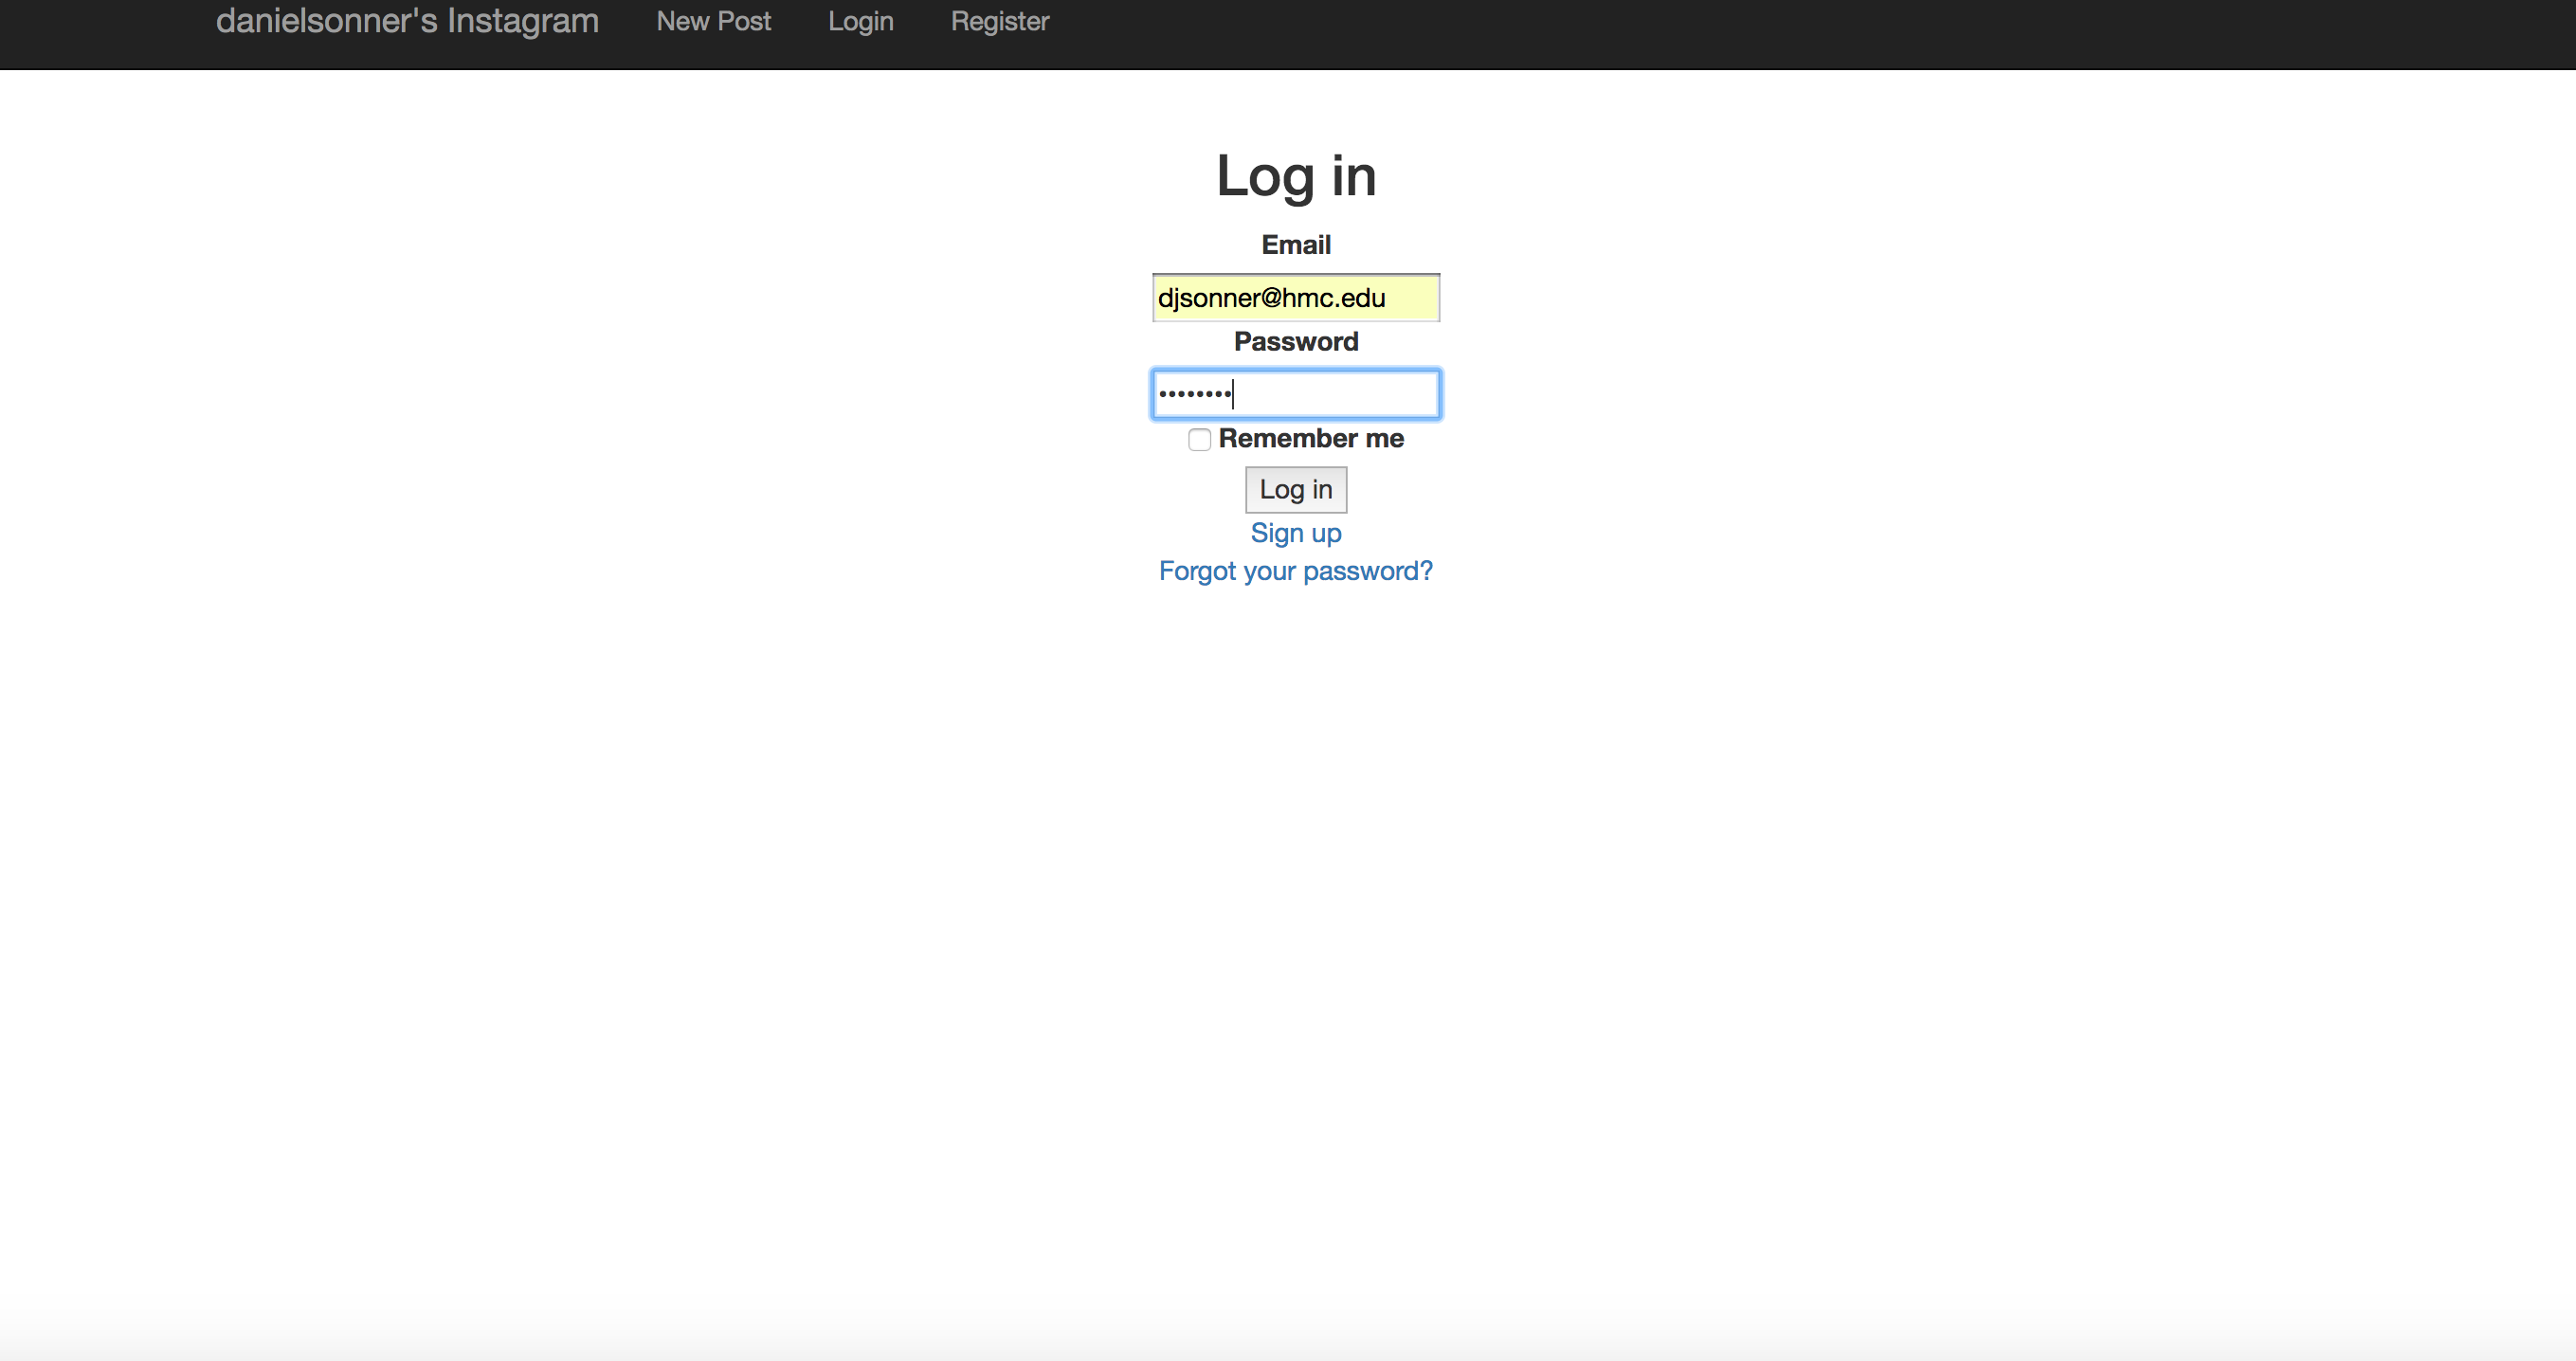 danielsonner's Instagram New Post Login Register
Log in
Email
djsonner@hmc.edu
Password
••••••••
Remember me
Log in
Sign up
Forgot your password?